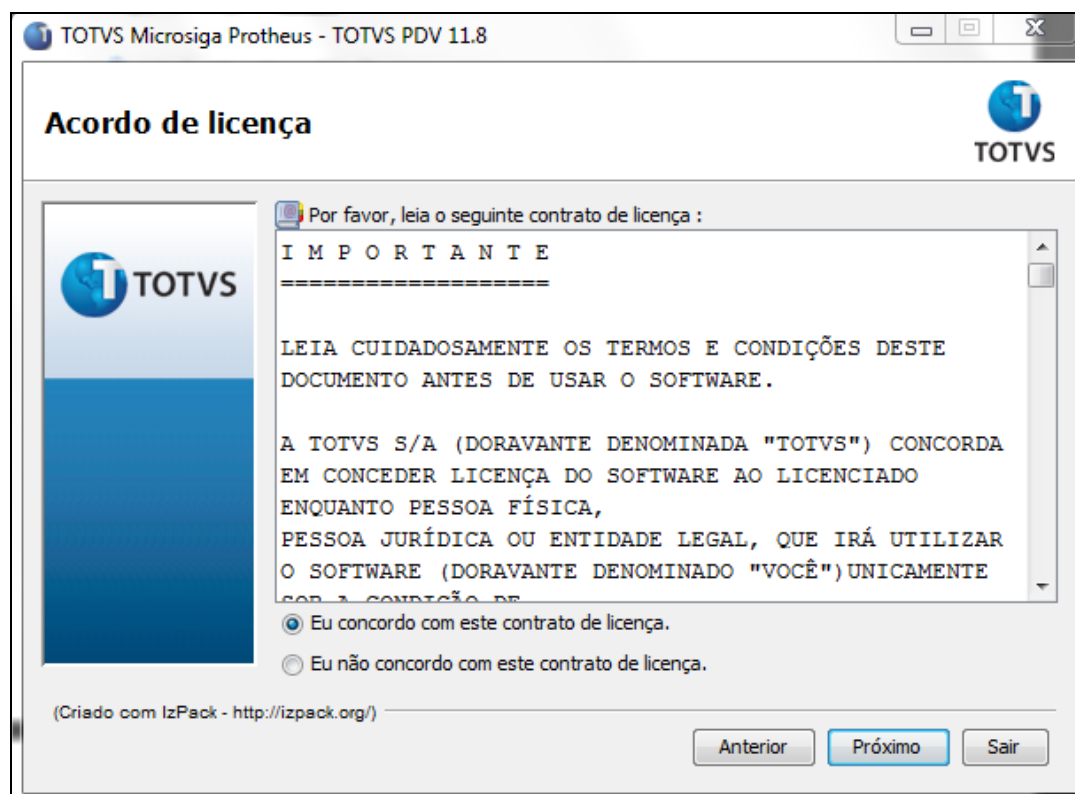 TOTVS Microsiga Protheus - TOTVS PDV 11.8
Acordo de licença
TOTVS
TOTVS
Por favor, leia o seguinte contrato de licença :
I M P O R T A N T E
===================
LEIA CUIDADOSAMENTE OS TERMOS E CONDIÇÕES DESTE
DOCUMENTO ANTES DE USAR O SOFTWARE.
A TOTVS S/A (DORAVANTE DENOMINADA "TOTVS") CONCORDA
EM CONCEDER LICENÇA DO SOFTWARE AO LICENCIADO
ENQUANTO PESSOA FÍSICA,
PESSOA JURÍDICA OU ENTIDADE LEGAL, QUE IRÁ UTILIZAR
O SOFTWARE (DORAVANTE DENOMINADO "VOCÊ")UNICAMENTE
SOB A CONDIÇÃO DE
Eu concordo com este contrato de licença.
Eu não concordo com este contrato de licença.
(Criado com IzPack - http://izpack.org/)
Anterior
Próximo
Sair